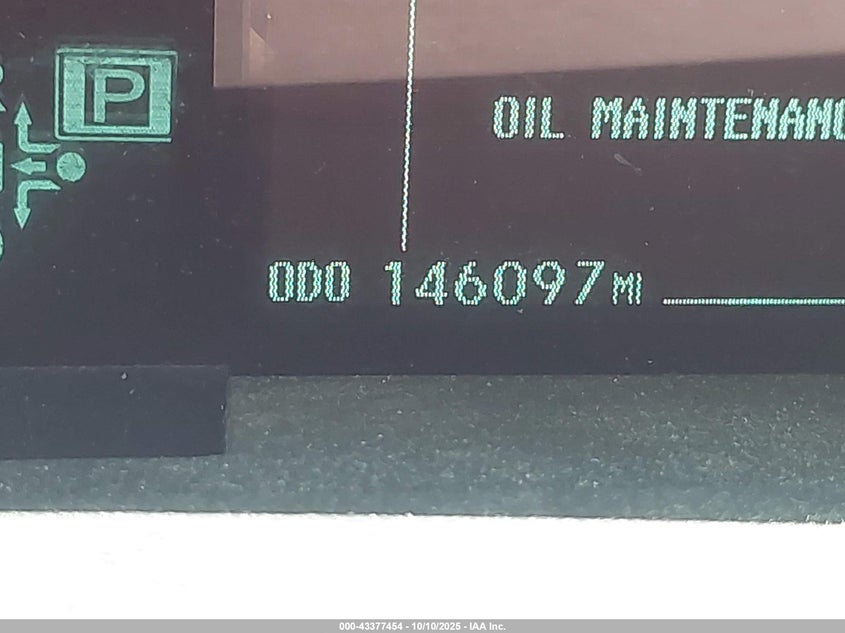 P
OIL MAINTENANC
ODO 146097 MI
000-43377454 - 10/10/2025 - IAA Inc.